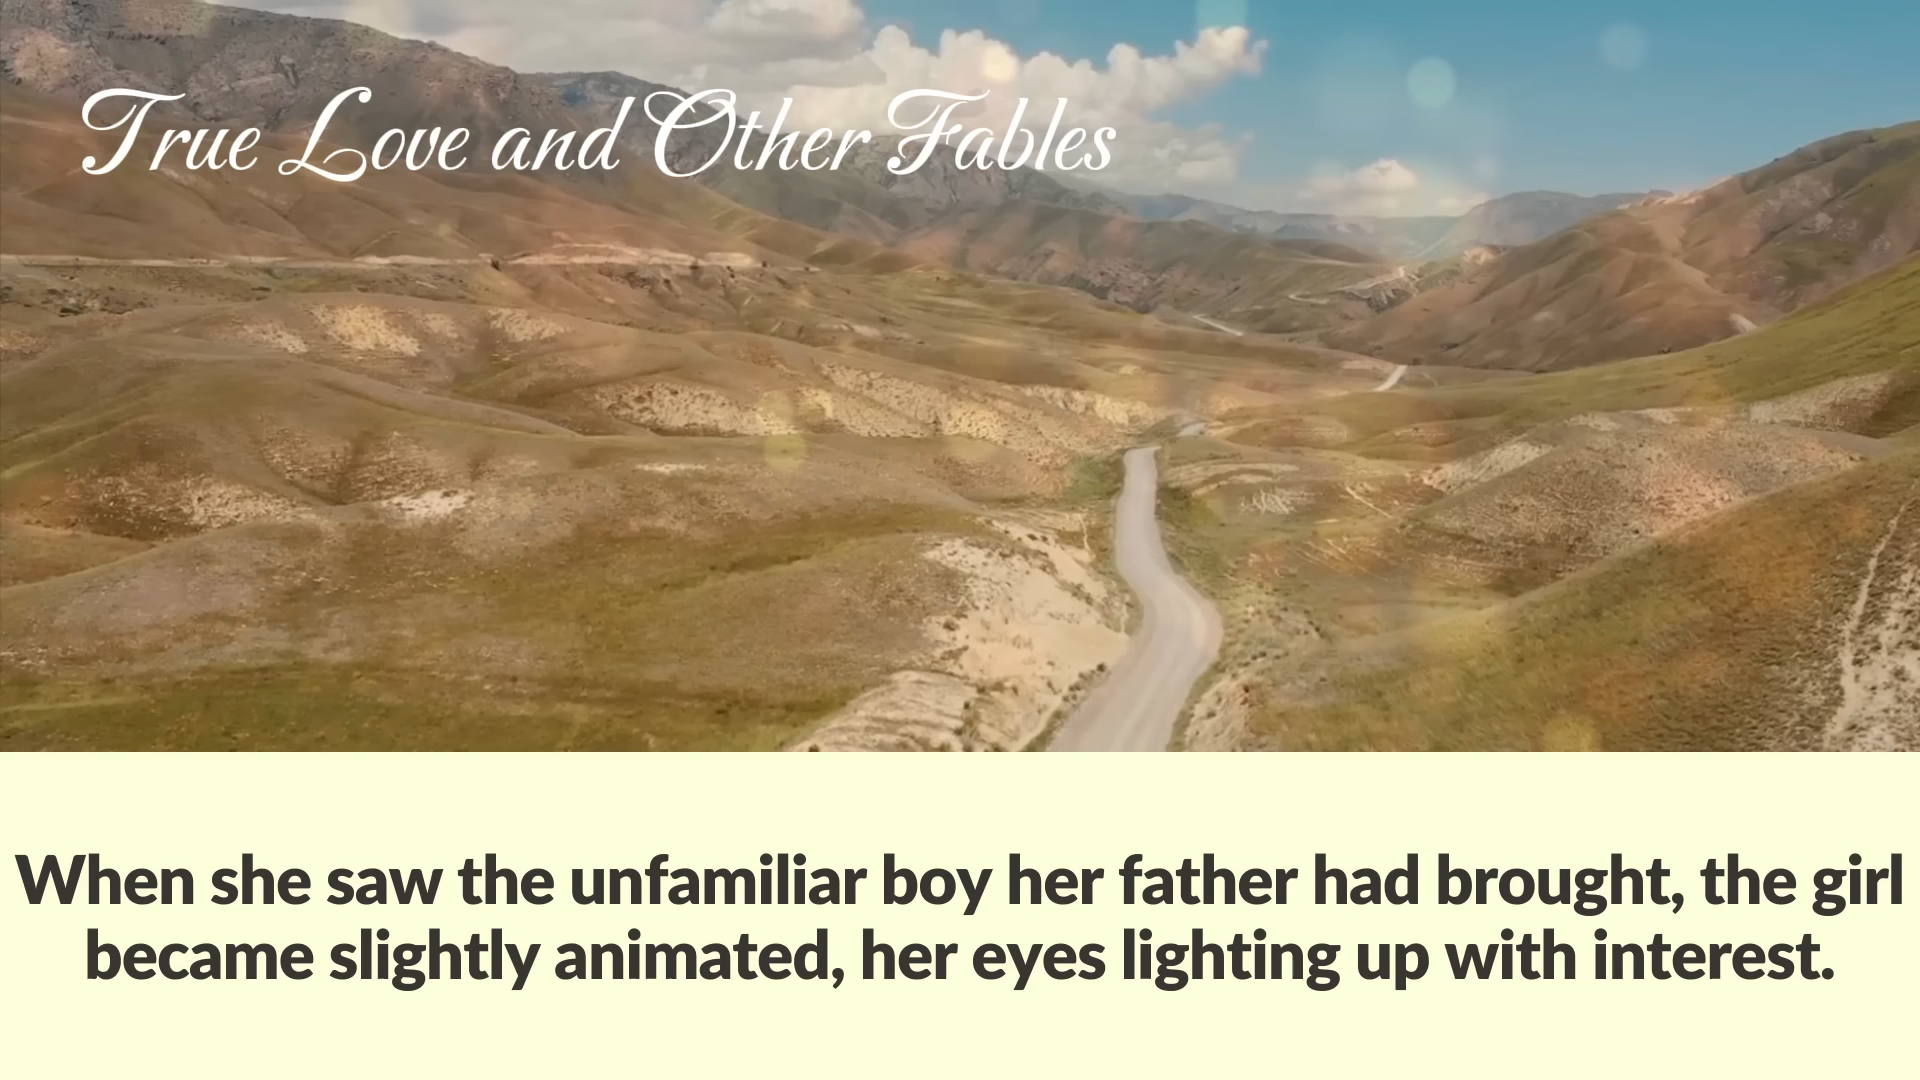 True Love and Other Fables
When she saw the unfamiliar boy her father had brought, the girl
became slightly animated, her eyes lighting up with interest.